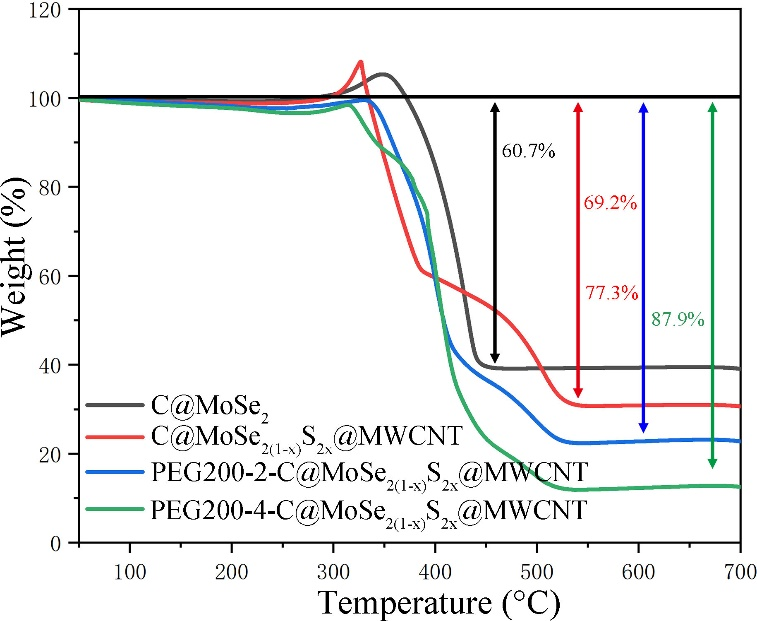 120
100
80
60
40
20
0
Weight (%)
60.7%
69.2%
77.3%
87.9%
C@MoSe2
C@MoSe2(1-x)S2x@MWCNT
PEG200-2-C@MoSe2(1-x)S2x@MWCNT
PEG200-4-C@MoSe2(1-x)S2x@MWCNT
100 200 300 400 500 600 700
Temperature (°C)